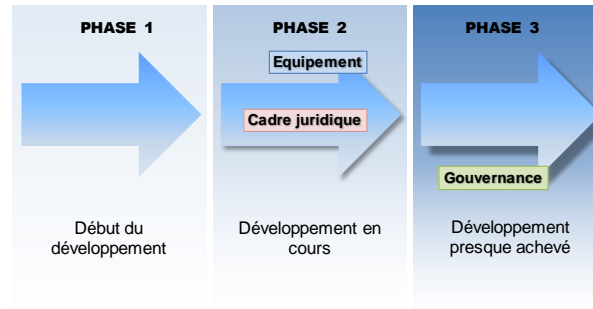 PHASE 1
Début du
développement
PHASE 2
Equipement
Cadre juridique
Développement en
cours
PHASE 3
Gouvernance
Développement
presque achevé